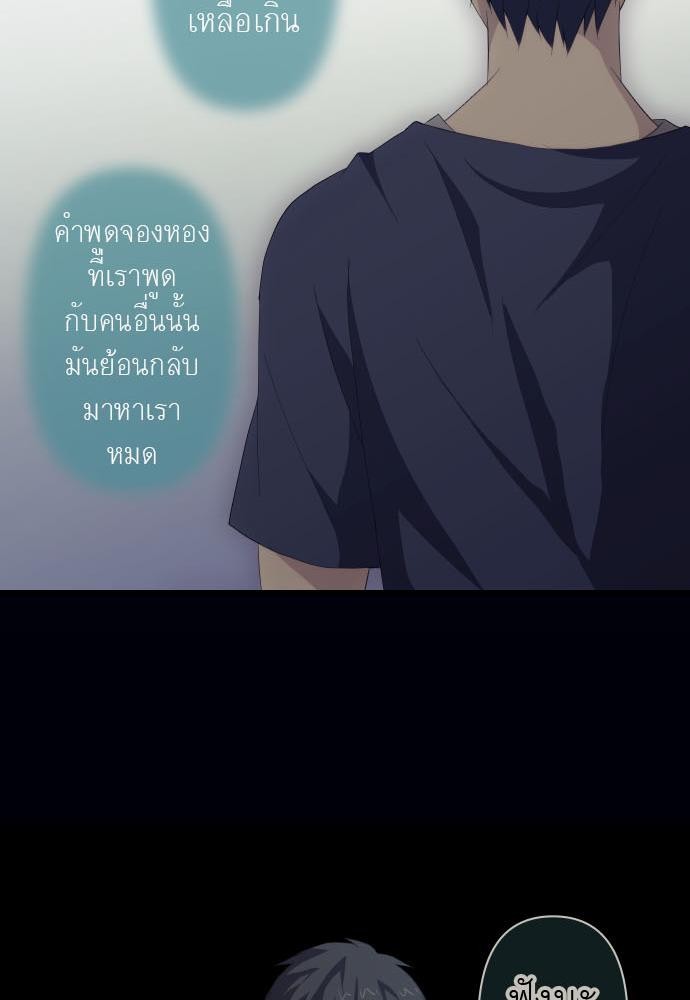 เหลือเกิน
คำพูดจองหอง
ที่เราพูด
กับคนอื่นนั้น
มันย้อนกลับ
มาหาเรา
หมด